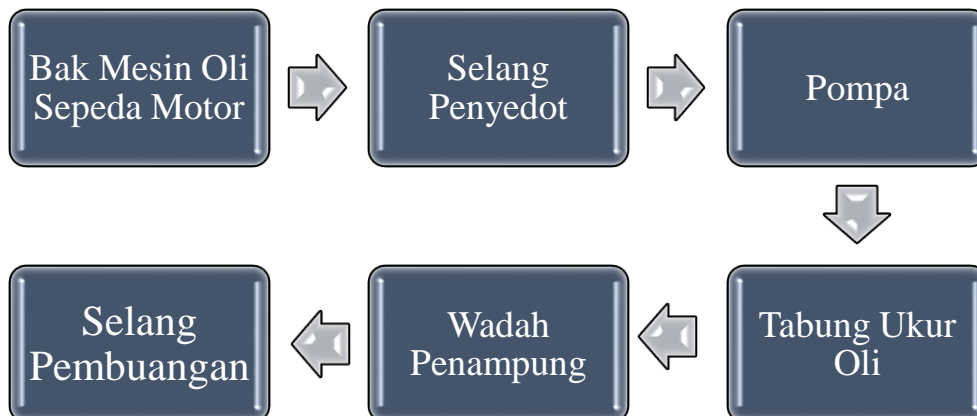 Bak Mesin Oli
Sepeda Motor
Selang
Penyedot
Pompa
Tabung Ukur
Oli
Wadah
Penampung
Selang
Pembuangan